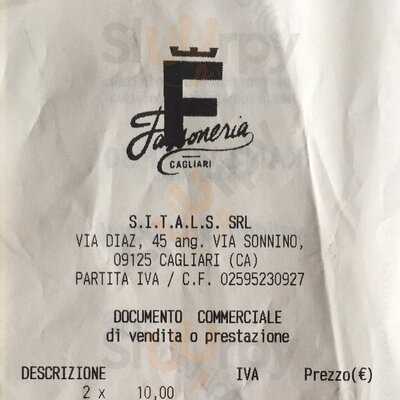 F
Fassoneria
CAGLIARI
S.I.T.A.L.S. SRL
VIA DIAZ, 45 ang. VIA SONNINO,
09125 CAGLIARI (CA)
PARTITA IVA / C.F. 02595230927
DOCUMENTO COMMERCIALE
di vendita o prestazione
DESCRIZIONE IVA Prezzo(€)
2 x 10,00